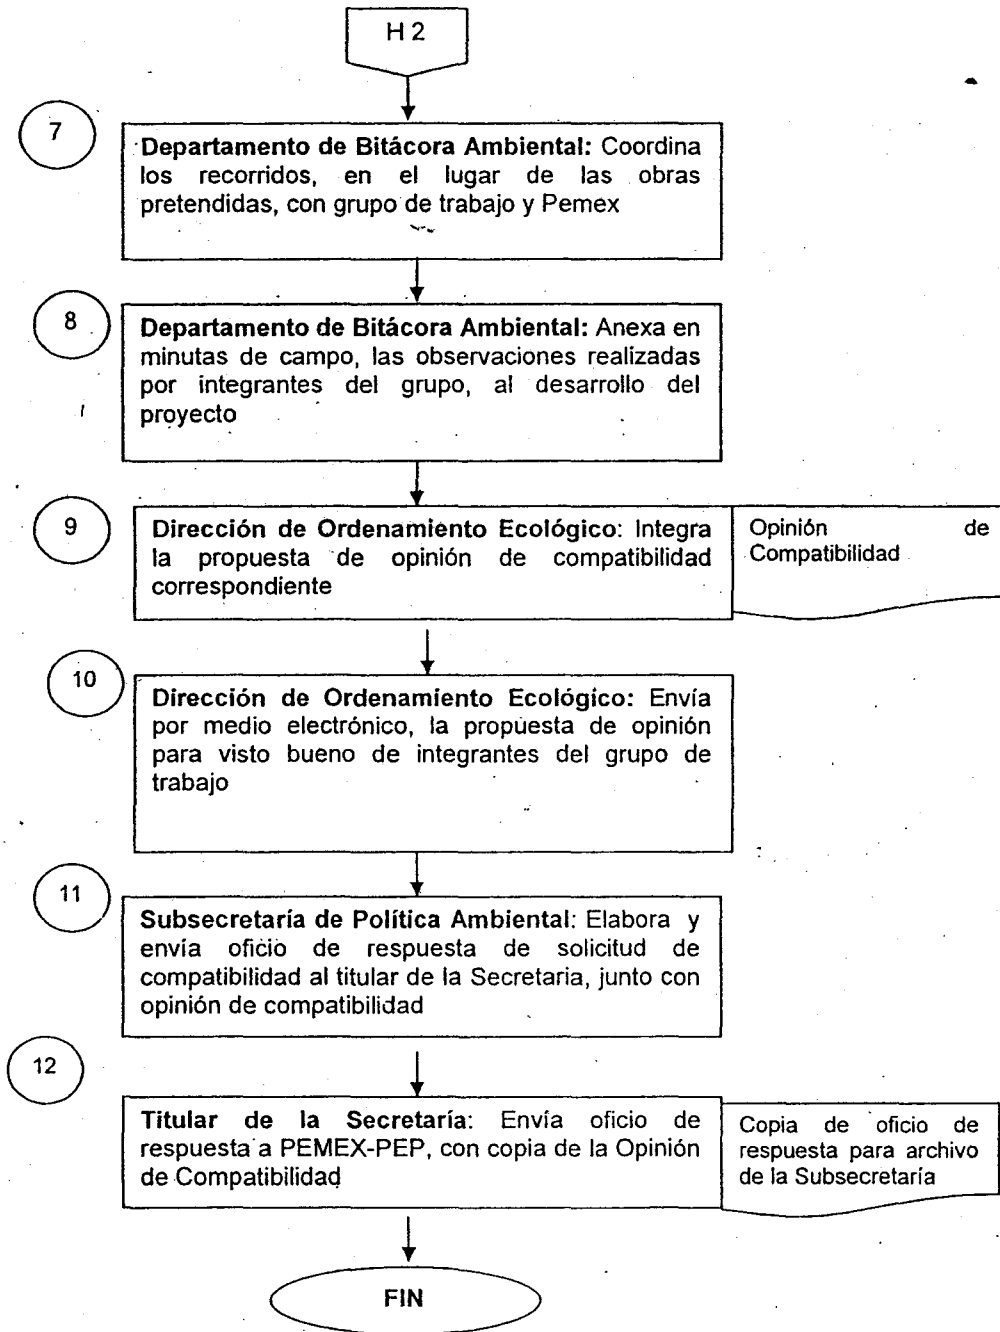 H 2
7
Departamento de Bitácora Ambiental: Coordina
los recorridos, en el lugar de las obras
pretendidas, con grupo de trabajo y Pemex
8
Departamento de Bitácora Ambiental: Anexa en
minutas de campo, las observaciones realizadas
por integrantes del grupo, al desarrollo del
proyecto
9
Dirección de Ordenamiento Ecológico: Integra
la propuesta de opinión de compatibilidad
correspondiente
Opinión de
Compatibilidad
10
Dirección de Ordenamiento Ecológico: Envía
por medio electrónico, la propuesta de opinión
para visto bueno de integrantes del grupo de
trabajo
11
Subsecretaría de Política Ambiental: Elabora y
envía oficio de respuesta de solicitud de
compatibilidad al titular de la Secretaria, junto con
opinión de compatibilidad
12
Titular de la Secretaría: Envía oficio de
respuesta a PEMEX-PEP, con copia de la Opinión
de Compatibilidad
Copia de oficio de
respuesta para archivo
de la Subsecretaría
FIN